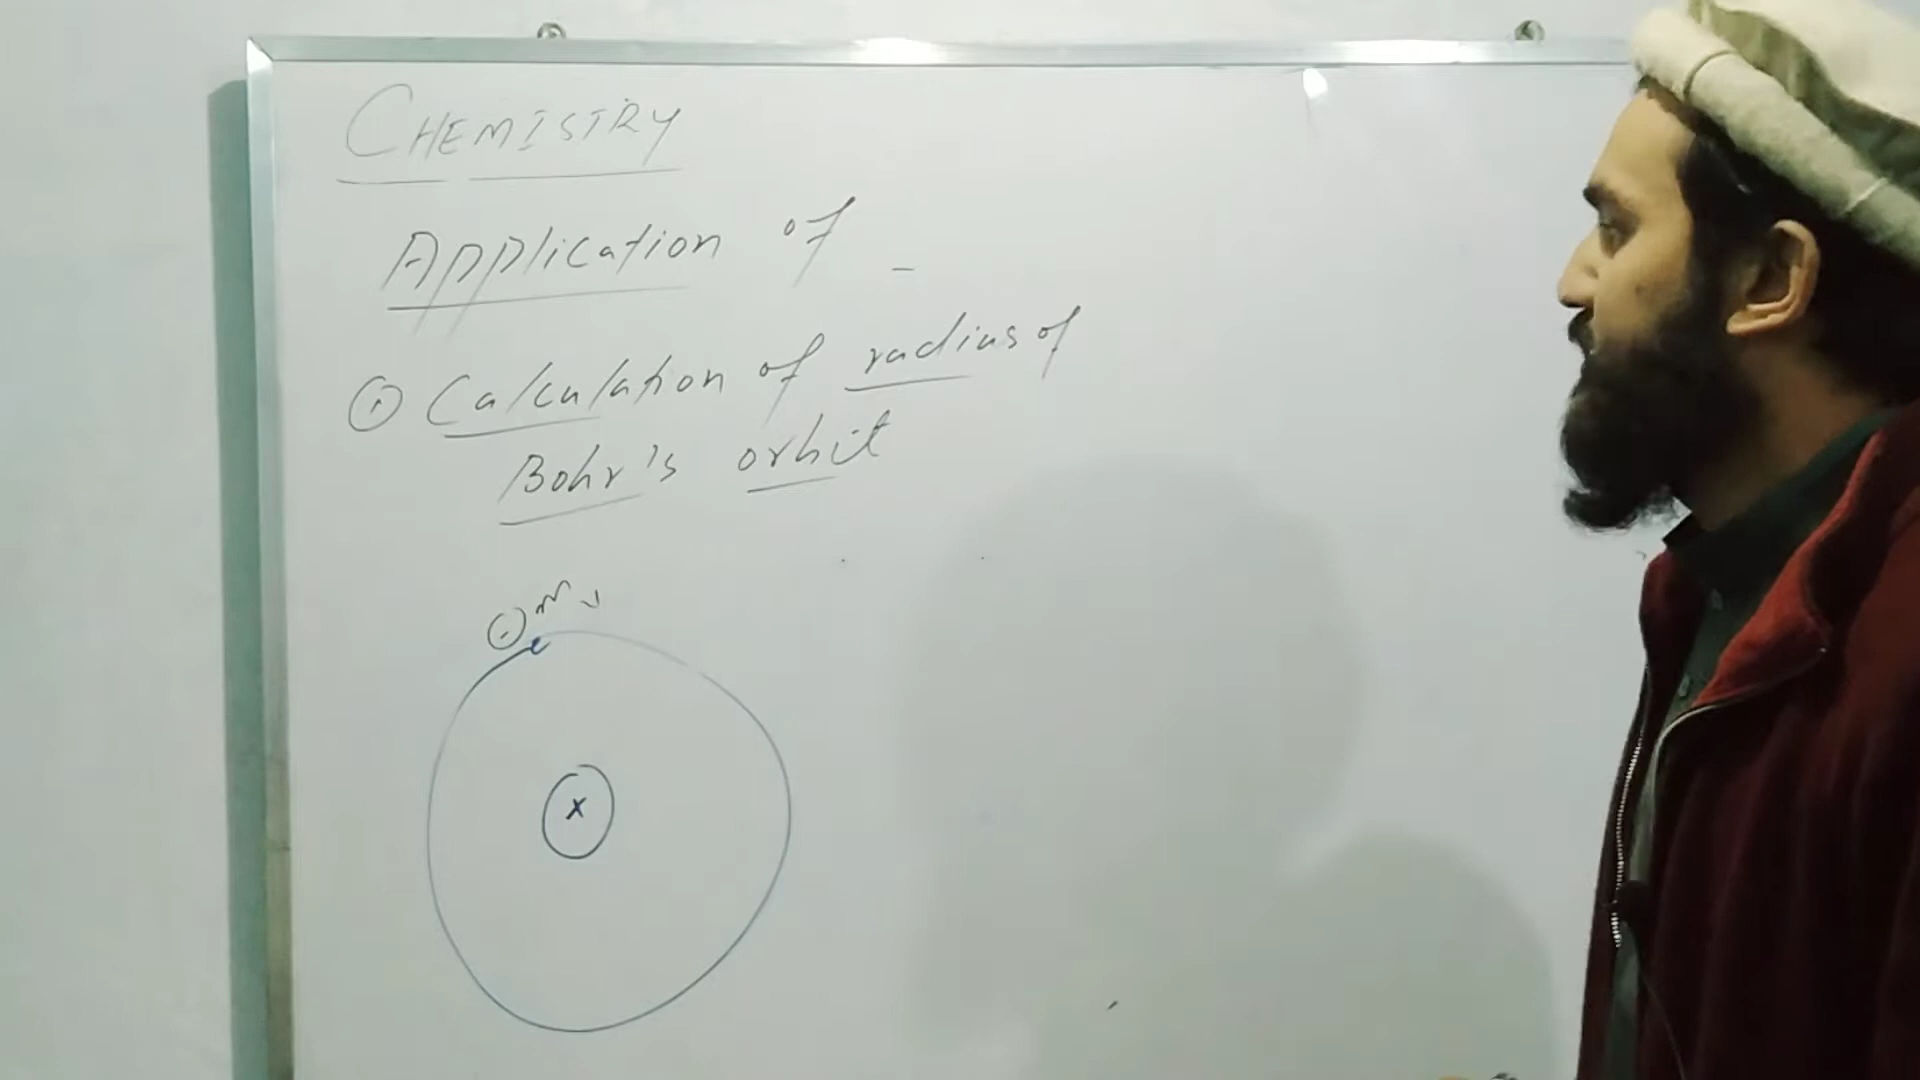 CHEMISTRY
Application of -
① Calculation of radius of
Bohr's orbit
x